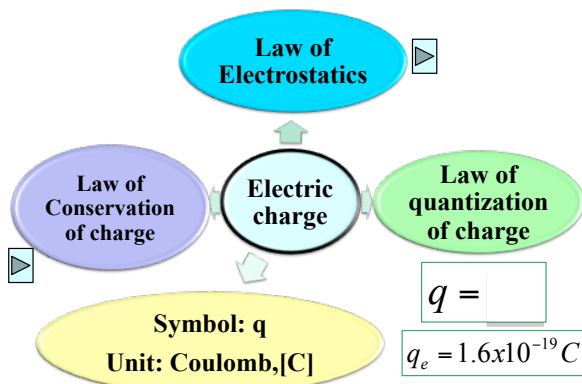 Law of
Electrostatics
Law of
Conservation
of charge
Electric
charge
Law of
quantization
of charge
q =
q_e = 1.6x10^{-19} C
Symbol: q
Unit: Coulomb,[C]